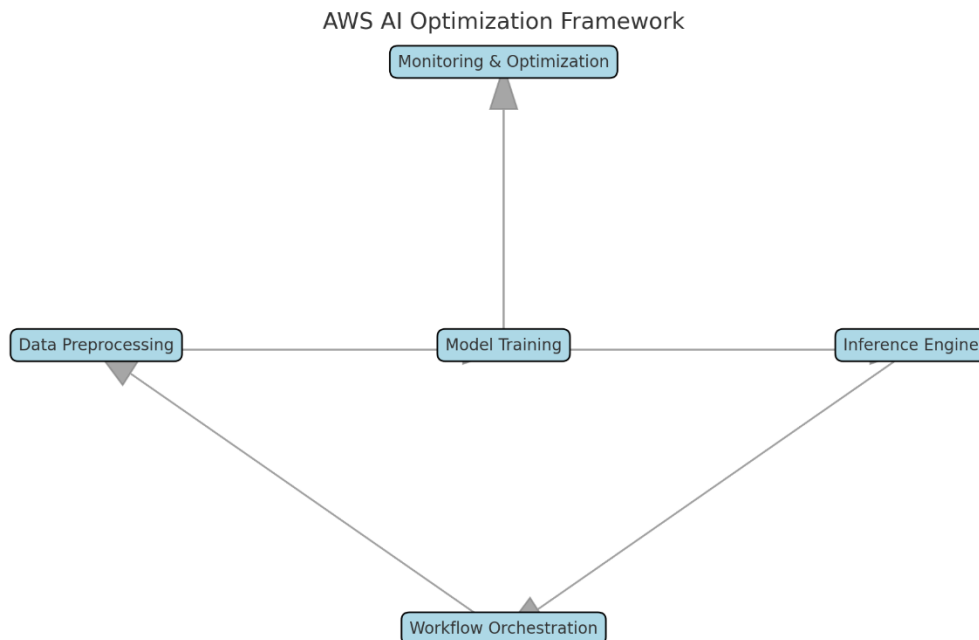 AWS AI Optimization Framework
Monitoring & Optimization
Data Preprocessing
Model Training
Inference Engine
Workflow Orchestration